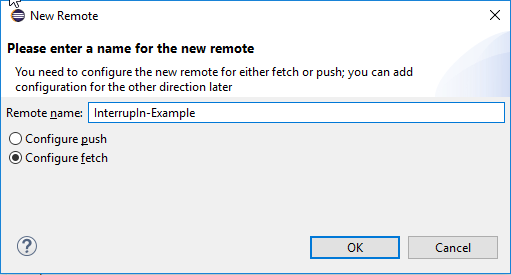 New Remote
Please enter a name for the new remote
You need to configure the new remote for either fetch or push; you can add
configuration for the other direction later
Remote name: InterrupIn-Example
Configure push
Configure fetch
?
OK Cancel